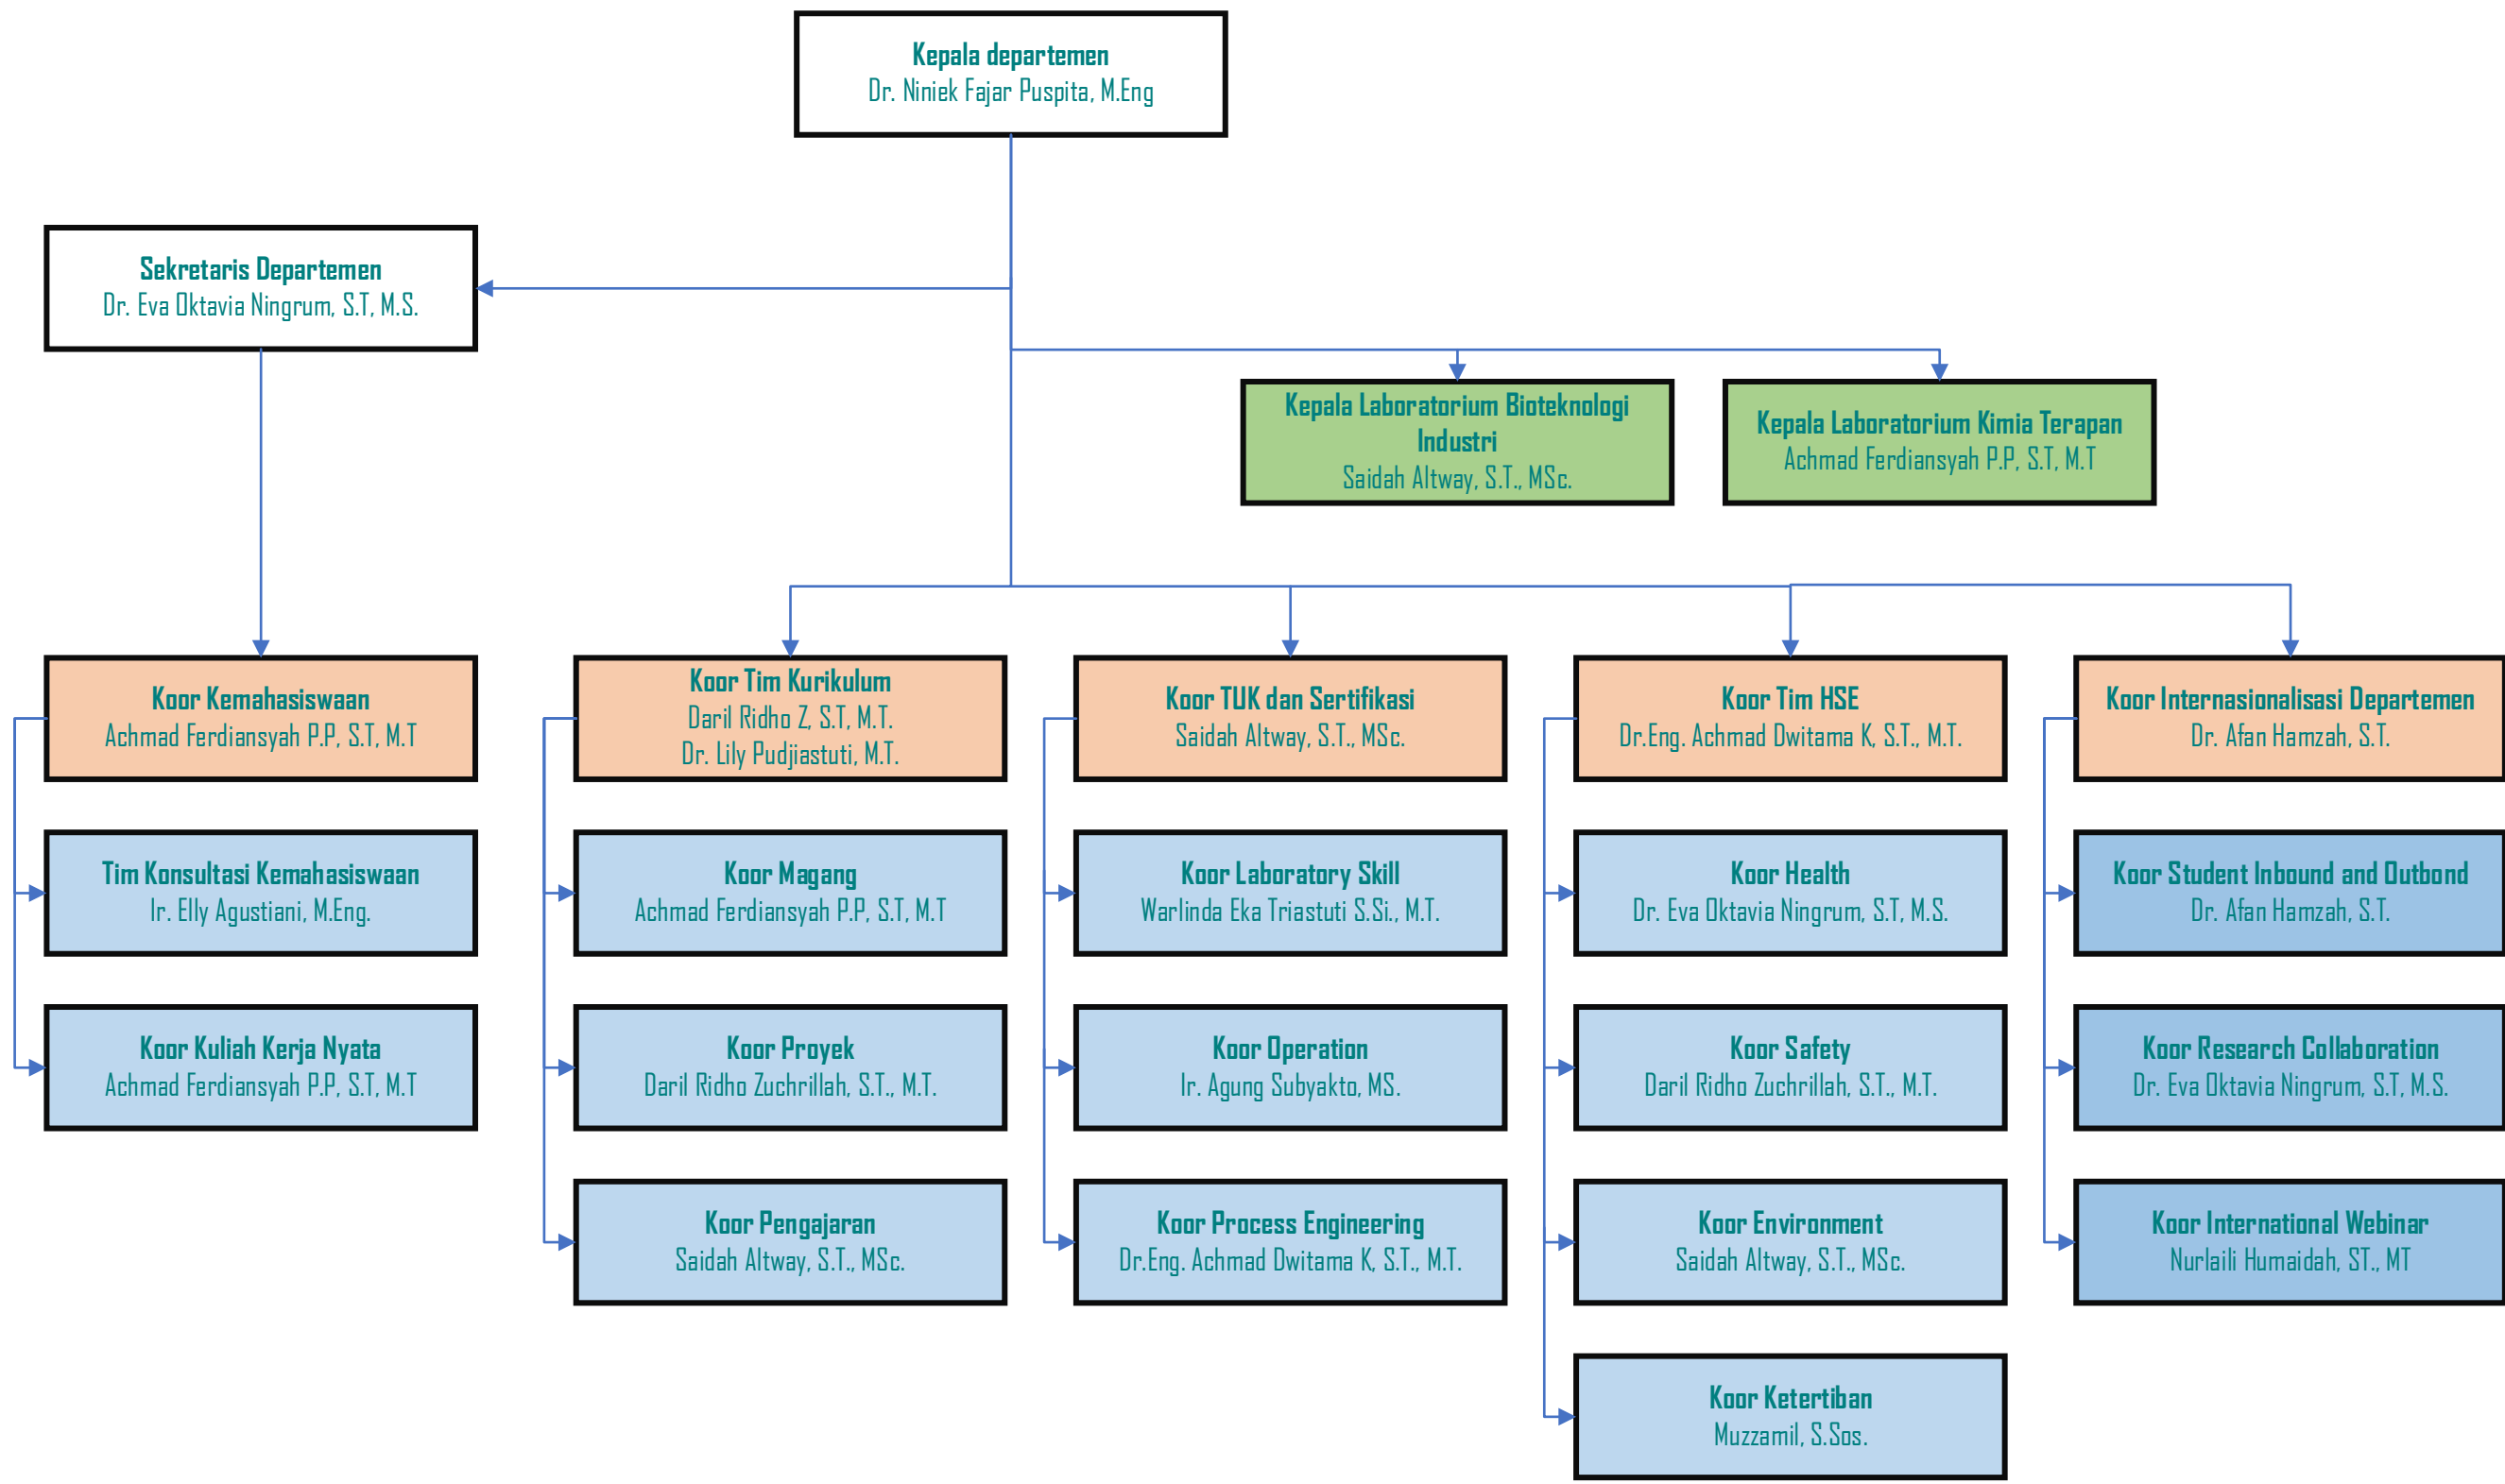 Kepala departemen
Dr. Niniek Fajar Puspita, M.Eng
Sekretaris Departemen
Dr. Eva Oktavia Ningrum, S.T, M.S.
Kepala Laboratorium Bioteknologi
Industri
Saidah Altway, S.T., MSc.
Kepala Laboratorium Kimia Terapan
Achmad Ferdiansyah P.P, S.T, M.T
Koor Kemahasiswaan
Achmad Ferdiansyah P.P, S.T, M.T
Tim Konsultasi Kemahasiswaan
Ir. Elly Agustiani, M.Eng.
Koor Kuliah Kerja Nyata
Achmad Ferdiansyah P.P, S.T, M.T
Koor Tim Kurikulum
Daril Ridho Z, S.T, M.T.
Dr. Lily Pudjiastuti, M.T.
Koor Magang
Achmad Ferdiansyah P.P, S.T, M.T
Koor Proyek
Daril Ridho Zuchrillah, S.T., M.T.
Koor Pengajaran
Saidah Altway, S.T., MSc.
Koor TUK dan Sertifikasi
Saidah Altway, S.T., MSc.
Koor Laboratory Skill
Warlinda Eka Triastuti S.Si., M.T.
Koor Operation
Ir. Agung Subyakto, MS.
Koor Process Engineering
Dr.Eng. Achmad Dwitama K, S.T., M.T.
Koor Tim HSE
Dr.Eng. Achmad Dwitama K, S.T., M.T.
Koor Health
Dr. Eva Oktavia Ningrum, S.T, M.S.
Koor Safety
Daril Ridho Zuchrillah, S.T., M.T.
Koor Environment
Saidah Altway, S.T., MSc.
Koor Ketertiban
Muzzamil, S.Sos.
Koor Internasionalisasi Departemen
Dr. Afan Hamzah, S.T.
Koor Student Inbound and Outbond
Dr. Afan Hamzah, S.T.
Koor Research Collaboration
Dr. Eva Oktavia Ningrum, S.T, M.S.
Koor International Webinar
Nurlaili Humaidah, ST., MT